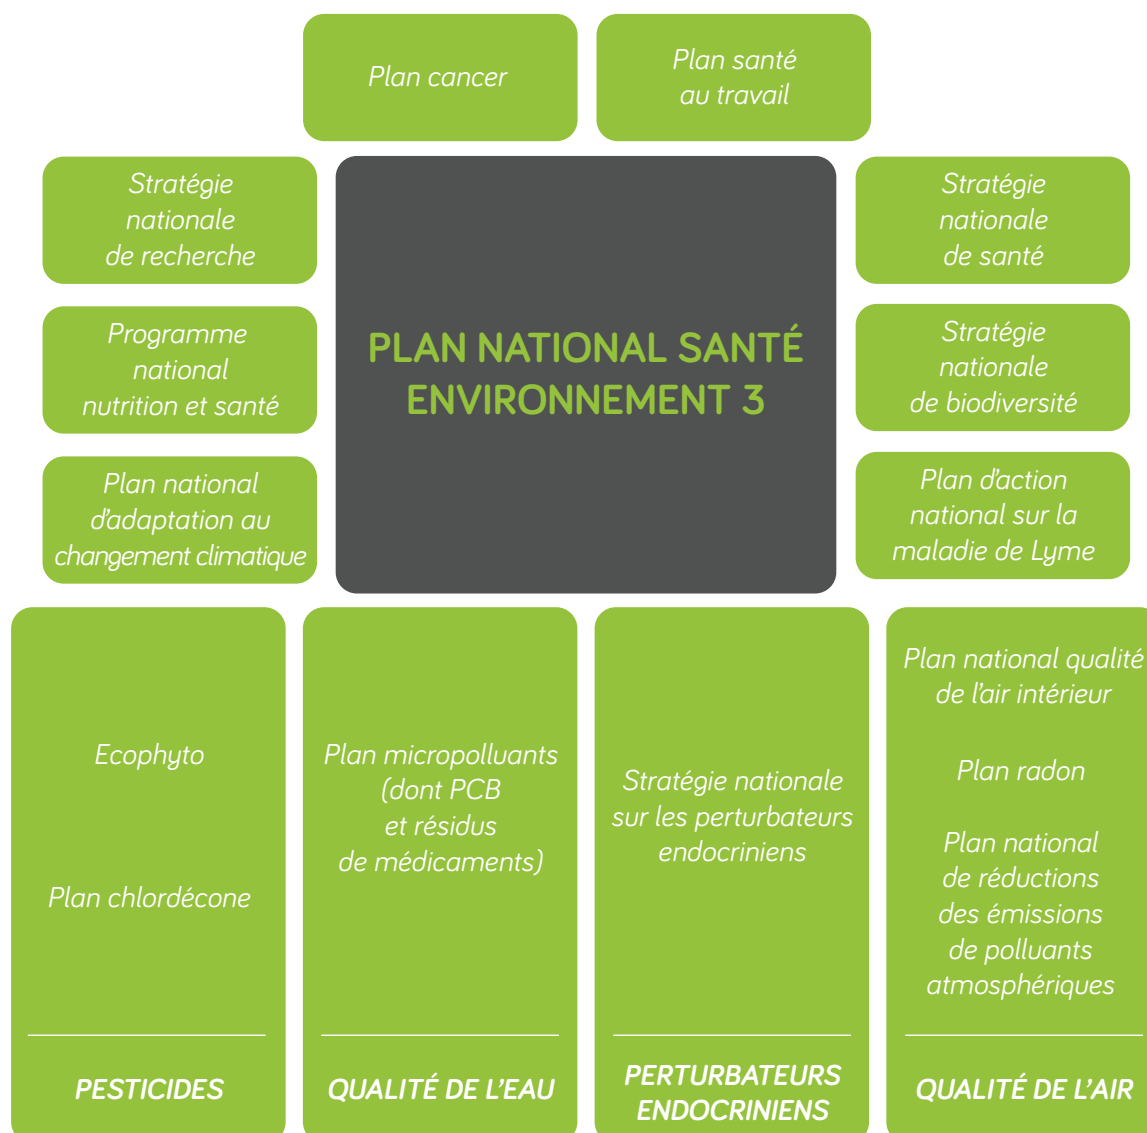 Plan cancer
Plan santé
au travail
Stratégie
nationale
de recherche
Programme
national
nutrition et santé
Plan national
d'adaptation au
changement climatique
PLAN NATIONAL SANTÉ
ENVIRONNEMENT 3
Stratégie
nationale
de santé
Stratégie
nationale
de biodiversité
Plan d'action
national sur la
maladie de Lyme
Ecophyto
Plan chlordécone
PESTICIDES
Plan micropolluants
(dont PCB
et résidus
de médicaments)
QUALITÉ DE L'EAU
Stratégie nationale
sur les perturbateurs
endocriniens
PERTURBATEURS
ENDOCRINIENS
Plan national qualité
de l'air intérieur
Plan radon
Plan national
de réductions
des émissions
de polluants
atmosphériques
QUALITÉ DE L'AIR